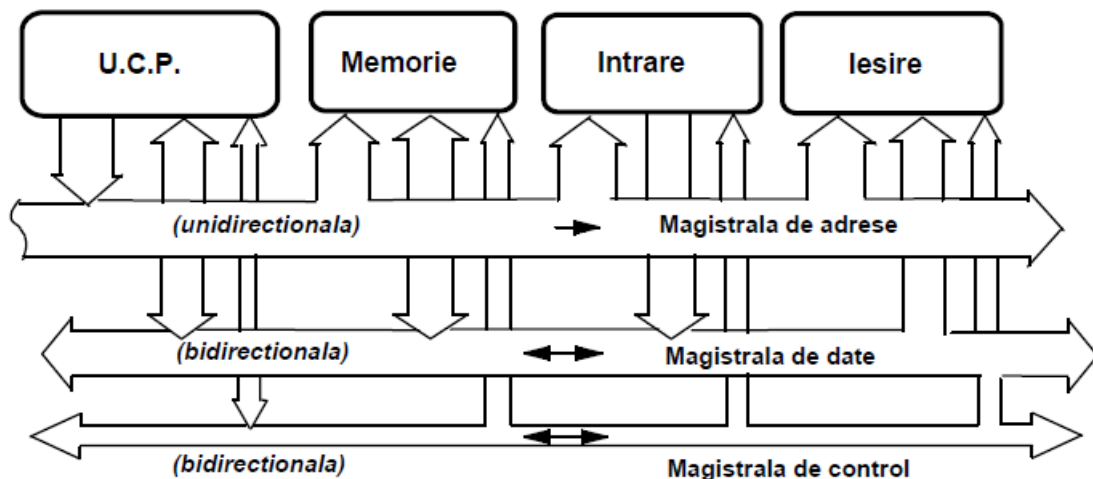 U.C.P. Memorie Intrare Iesire
(unidirectionala) Magistrala de adrese
(bidirectionala) Magistrala de date
(bidirectionala) Magistrala de control